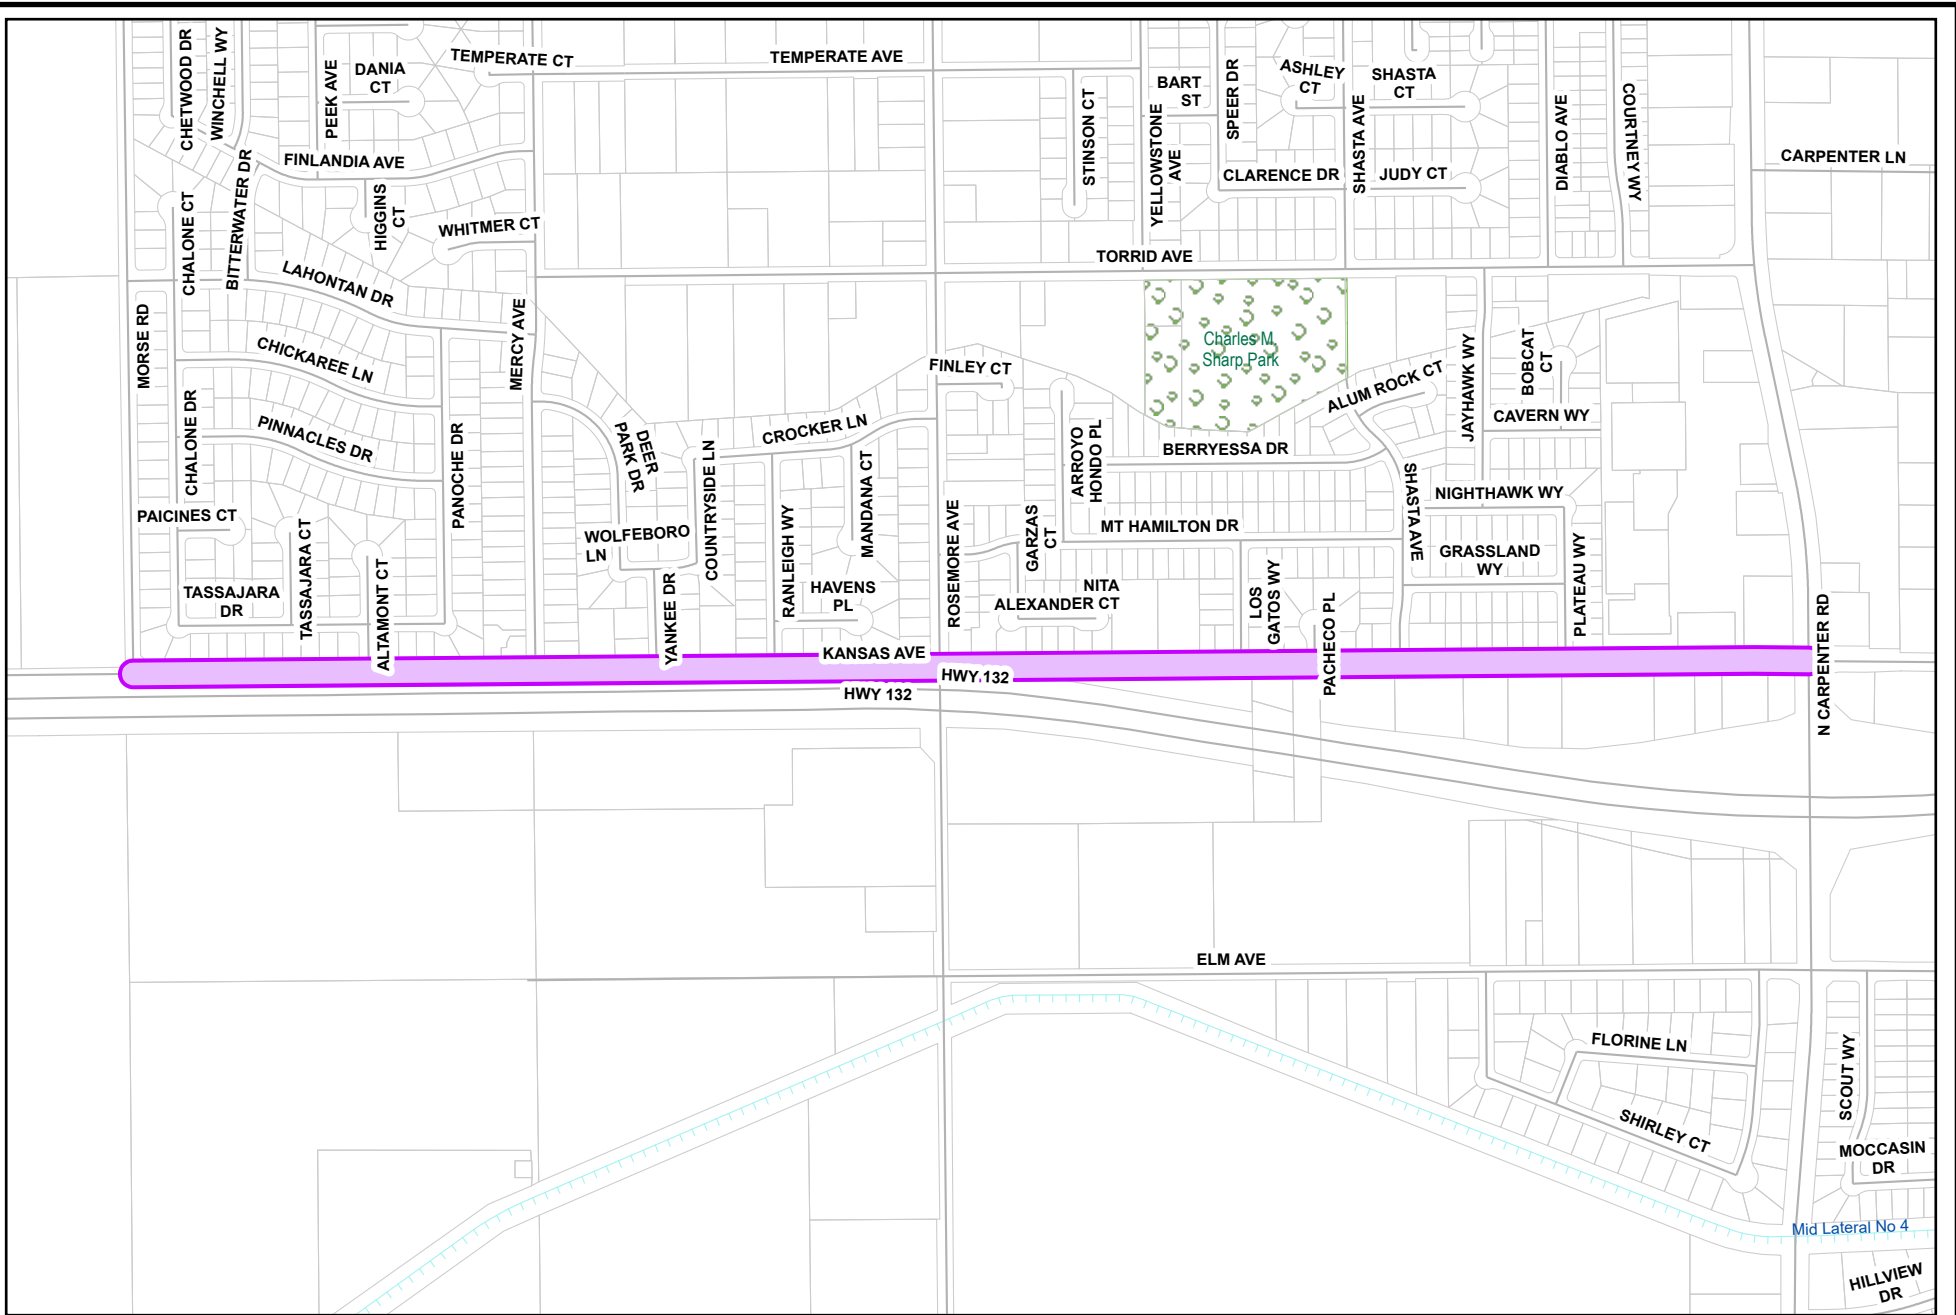 CHETWOOD DR
WINCHELL WY
PEEK AVE
DANIA
CT
TEMPERATE CT
TEMPERATE AVE
STINSON CT
YELLOWSTONE
AVE
BART
ST
SPEER DR
ASHLEY
CT
SHASTA AVE
SHASTA
CT
DIABLO AVE
COURTNEY WY
CARPENTER LN
FINLANDIA AVE
BITTERWATER DR
CHALONE CT
HIGGINS
CT
WHITMER CT
CLARENCE DR
JUDY CT
TORRID AVE
LAHONTAN DR
MORSE RD
CHICKAREE LN
MERCY AVE
Charles M.
Sharp Park
FINLEY CT
ALUM ROCK CT
JAYHAWK WY
BOBCAT
CT
CAVERN WY
CHALONE DR
PINNACLES DR
PANOCHE DR
DEER
PARK DR
COUNTRYSIDE LN
CROCKER LN
MANDANA CT
ARROYO
HONDO PL
BERRYESSA DR
SHASTA AVE
NIGHTHAWK WY
PAICINES CT
TASSAJARA CT
WOLFEBORO
LN
RANLEIGH WY
ROSEMORE AVE
GARZAS
CT
MT HAMILTON DR
GRASSLAND
WY
PLATEAU WY
TASSAJARA
DR
ALTAMONT CT
YANKEE DR
HAVENS
PL
NITA
ALEXANDER CT
LOS
GATOS WY
PACHECO PL
N CARPENTER RD
KANSAS AVE
HWY 132
HWY 132
ELM AVE
FLORINE LN
SHIRLEY CT
SCOUT WY
MOCCASIN
DR
Mid Lateral No 4
HILLVIEW
DR